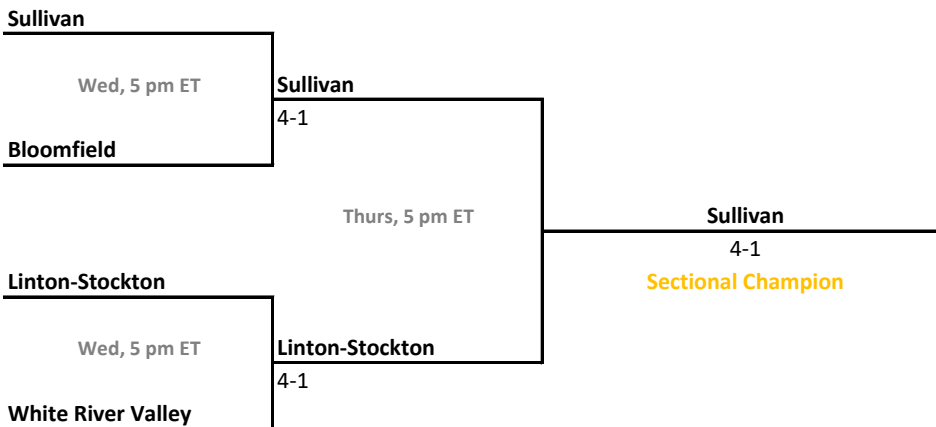 Sullivan
Wed, 5 pm ET
Sullivan
4-1
Bloomfield
Thurs, 5 pm ET
Sullivan
4-1
Sectional Champion
Linton-Stockton
Wed, 5 pm ET
Linton-Stockton
4-1
White River Valley